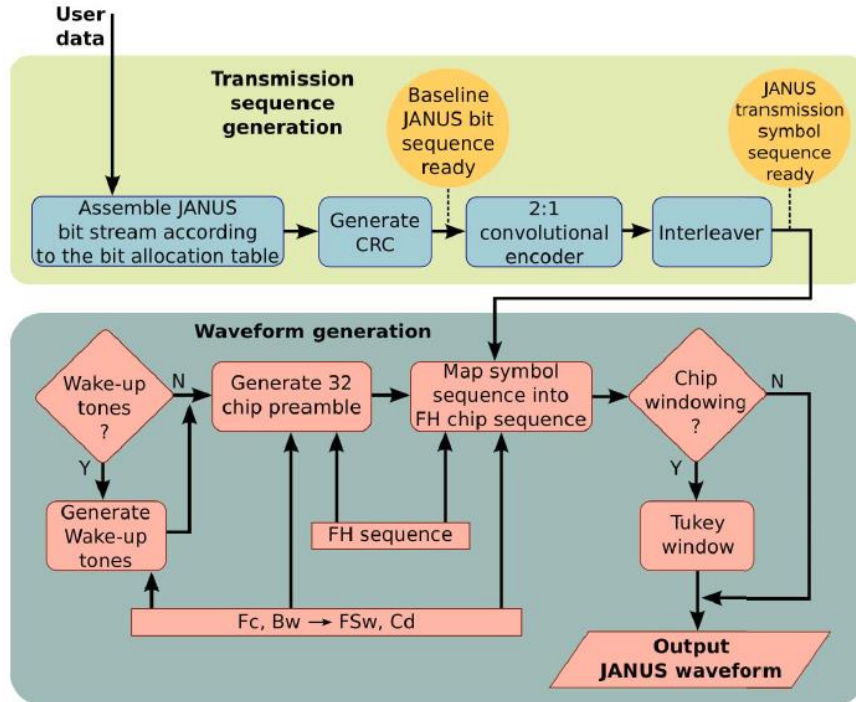 User
data
Transmission
sequence
generation
Baseline
JANUS bit
sequence
ready
JANUS
transmission
symbol
sequence
ready
Assemble JANUS
bit stream according
to the bit allocation table
Generate
CRC
2:1
convolutional
encoder
Interleaver
Waveform generation
Wake-up
tones
?
N
Y
Generate 32
chip preamble
Map symbol
sequence into
FH chip sequence
Chip
windowing
?
N
Y
Generate
Wake-up
tones
FH sequence
Tukey
window
Fc, Bw → FSw, Cd
Output
JANUS waveform